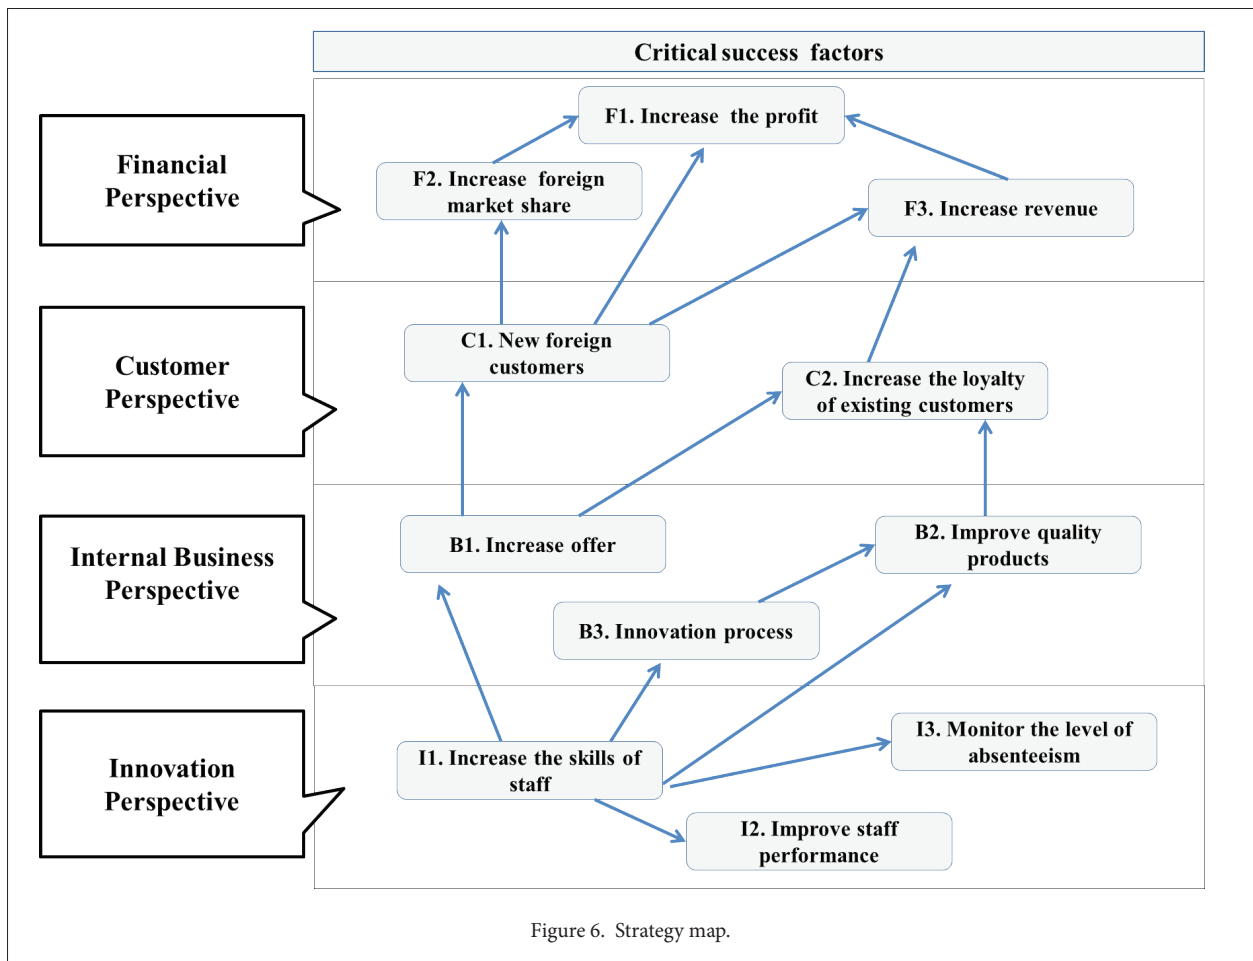 Critical success factors
Financial
Perspective
F1. Increase the profit
F2. Increase foreign
market share
F3. Increase revenue
Customer
Perspective
C1. New foreign
customers
C2. Increase the loyalty
of existing customers
Internal Business
Perspective
B1. Increase offer
B2. Improve quality
products
B3. Innovation process
Innovation
Perspective
I1. Increase the skills of
staff
I3. Monitor the level of
absenteeism
I2. Improve staff
performance
Figure 6. Strategy map.